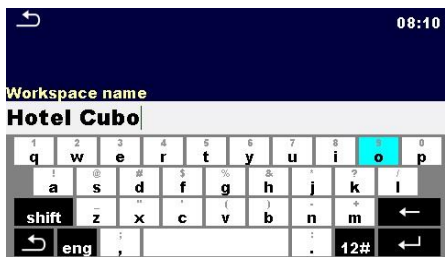 08:10
Workspace name
Hotel Cubo
1 2 3 4 5 6 7 8 9 0
q w e r t y u i o p
! @ # $ % & * ? /
a s d f g h j k l
_ " ' ( ) - +
shift z x c v b n m
; :
eng , . 12#